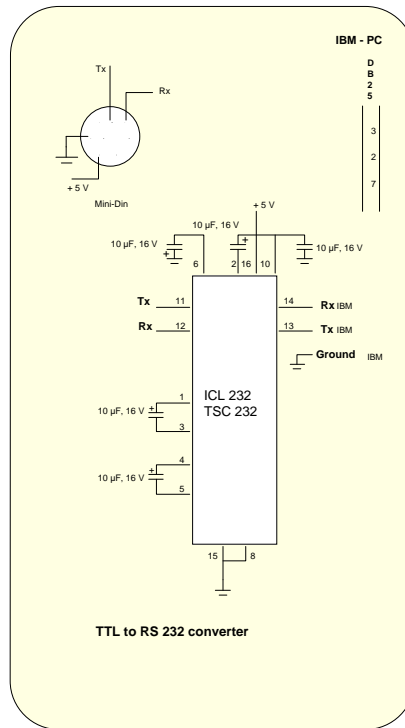 IBM - PC
D
B
2
5
3
2
7
Tx
Rx
+ 5 V
Mini-Din
+ 5 V
10 µF, 16 V
10 µF, 16 V
10 µF, 16 V
6
2
16
10
Tx
11
14
Rx IBM
Rx
12
13
Tx IBM
Ground IBM
1
ICL 232
TSC 232
10 µF, 16 V
3
4
10 µF, 16 V
5
15
8
TTL to RS 232 converter